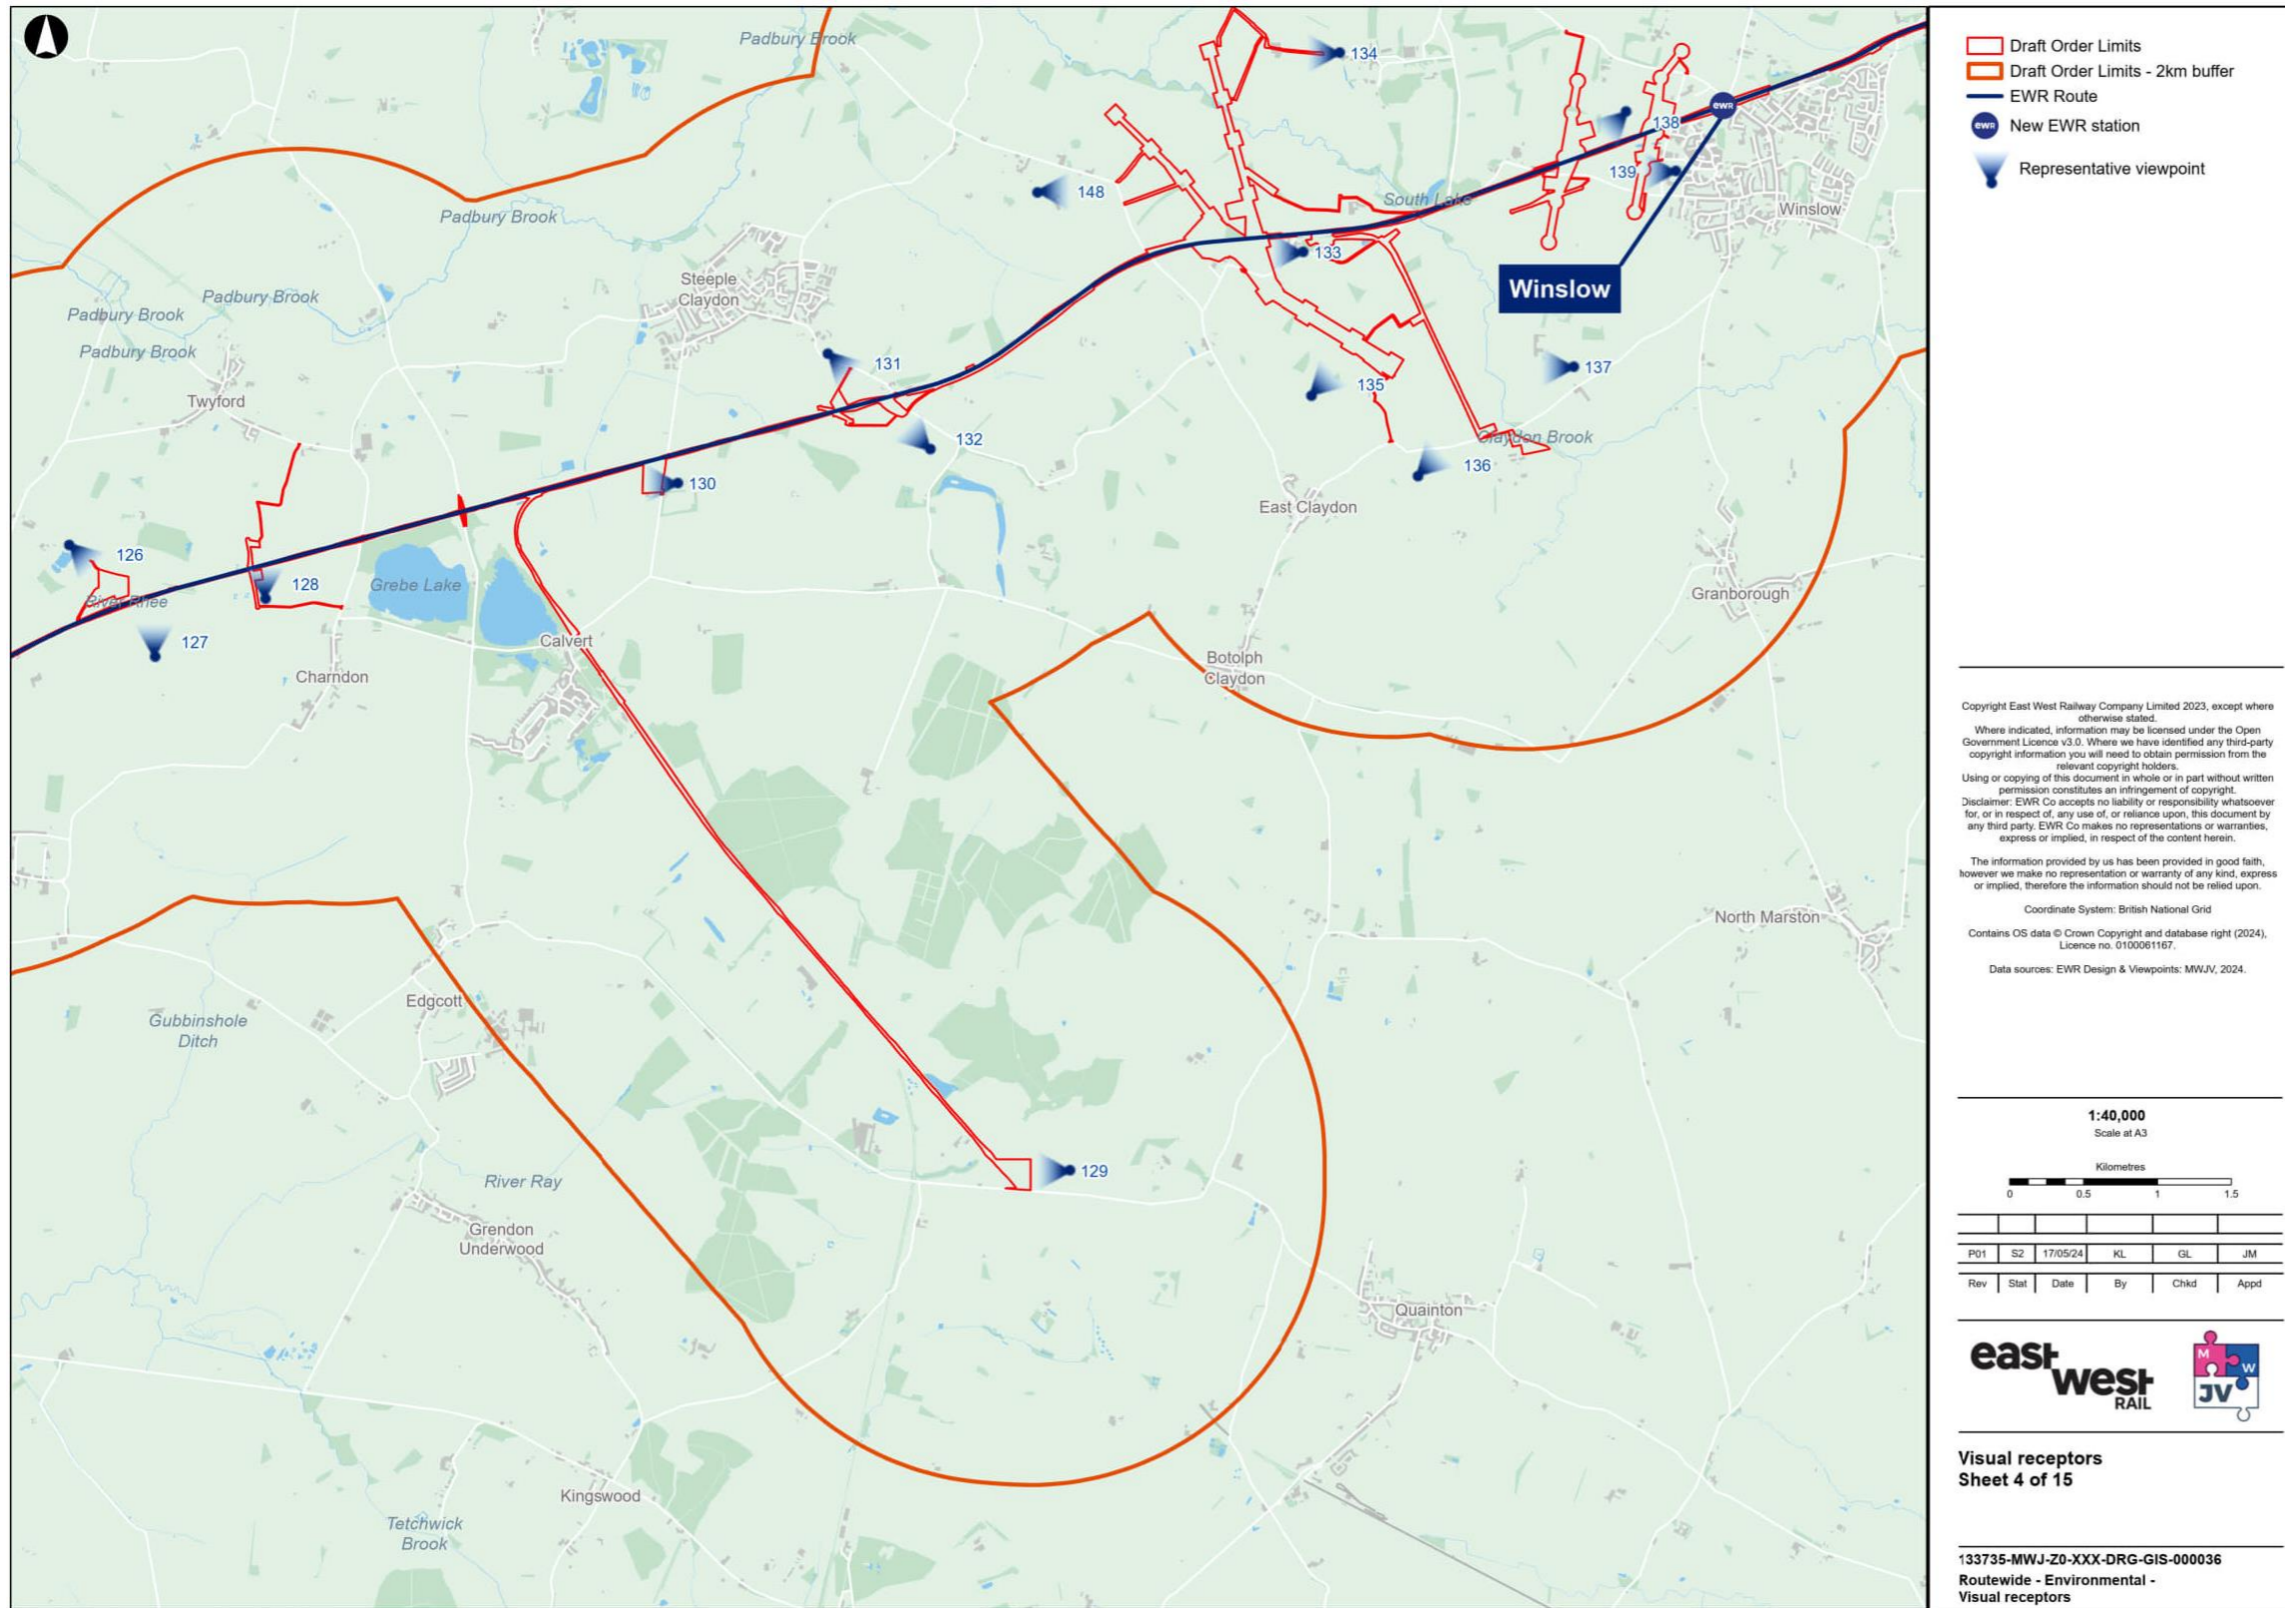 Padbury Brook
134
ewr
138
148
139
South Lake
Padbury Brook
Winslow
133
Steeple
Claydon
Winslow
Padbury Brook
Padbury Brook
Padbury Brook
131
137
135
Twyford
132
Claydon Brook
136
130
East Claydon
126
128
Grebe Lake
River Rhee
Granborough
127
Calvert
Botolph
Claydon
Charndon
North Marston
Edgcott
Gubbinshole
Ditch
129
River Ray
Grendon
Underwood
Quainton
Kingswood
Tetchwick
Brook
Draft Order Limits
Draft Order Limits - 2km buffer
EWR Route
ewr
New EWR station
Representative viewpoint
Copyright East West Railway Company Limited 2023, except where
otherwise stated.
Where indicated, information may be licensed under the Open
Government Licence v3.0. Where we have identified any third-party
copyright information you will need to obtain permission from the
relevant copyright holders.
Using or copying of this document in whole or in part without written
permission constitutes an infringement of copyright.
Disclaimer: EWR Co accepts no liability or responsibility whatsoever
for, or in respect of, any use of, or reliance upon, this document by
any third party. EWR Co makes no representations or warranties,
express or implied, in respect of the content herein.
The information provided by us has been provided in good faith,
however we make no representation or warranty of any kind, express
or implied, therefore the information should not be relied upon.
Coordinate System: British National Grid
Contains OS data © Crown Copyright and database right (2024),
Licence no. 0100061167.
Data sources: EWR Design & Viewpoints: MWJV, 2024.
1:40,000
Scale at A3
Kilometres
0 0.5 1 1.5
P01 S2 17/05/24 KL GL JM
Rev Stat Date By Chkd Appd
east
west
RAIL
M
W
JV
Visual receptors
Sheet 4 of 15
133735-MWJ-Z0-XXX-DRG-GIS-000036
Routewide - Environmental -
Visual receptors